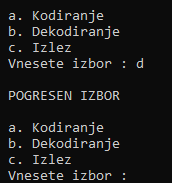 a. Kodiranje
b. Dekodiranje
c. Izlez
Vnesete izbor : d
POGRESEN IZBOR
a. Kodiranje
b. Dekodiranje
c. Izlez
Vnesete izbor :